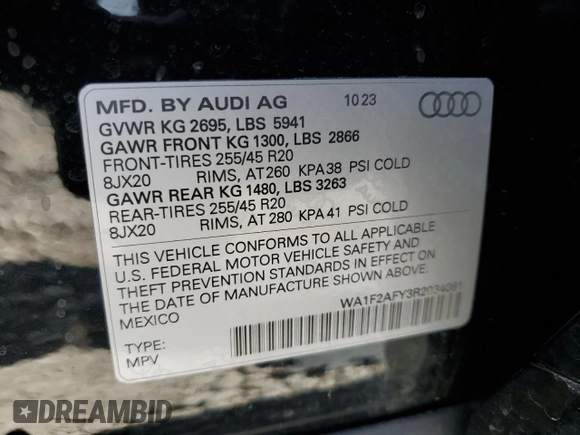 MFD. BY AUDI AG 10 23
GVWR KG 2695, LBS 5941
GAWR FRONT KG 1300, LBS 2866
FRONT-TIRES 255/45 R20
8JX20 RIMS, AT 260 KPA 38 PSI COLD
GAWR REAR KG 1480, LBS 3263
REAR-TIRES 255/45 R20
8JX20 RIMS, AT 280 KPA 41 PSI COLD
THIS VEHICLE CONFORMS TO ALL APPLICABLE
U.S. FEDERAL MOTOR VEHICLE SAFETY AND
THEFT PREVENTION STANDARDS IN EFFECT ON
THE DATE OF MANUFACTURE SHOWN ABOVE.
MEXICO
WA1F2AFY3R2034081
TYPE:
MPV
DREAMBID